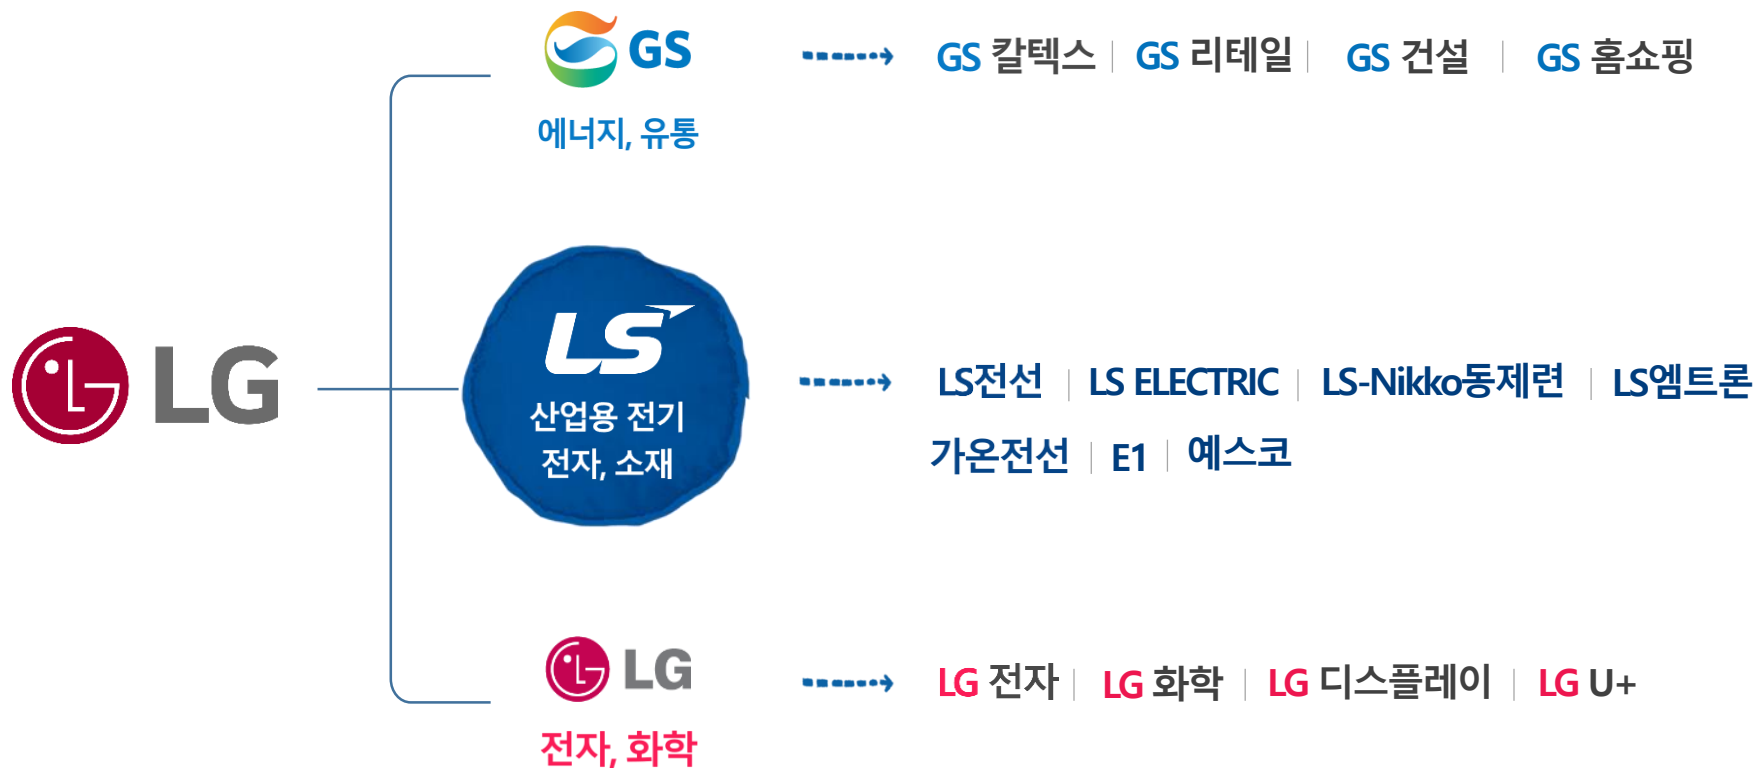 GS
에너지, 유통
GS 칼텍스 | GS 리테일 | GS 건설 | GS 홈쇼핑
LG
LS
산업용 전기
전자, 소재
LS전선 | LS ELECTRIC | LS-Nikko동제련 | LS엠트론
가온전선 | E1 | 예스코
LG
전자, 화학
LG 전자 | LG 화학 | LG 디스플레이 | LG U+